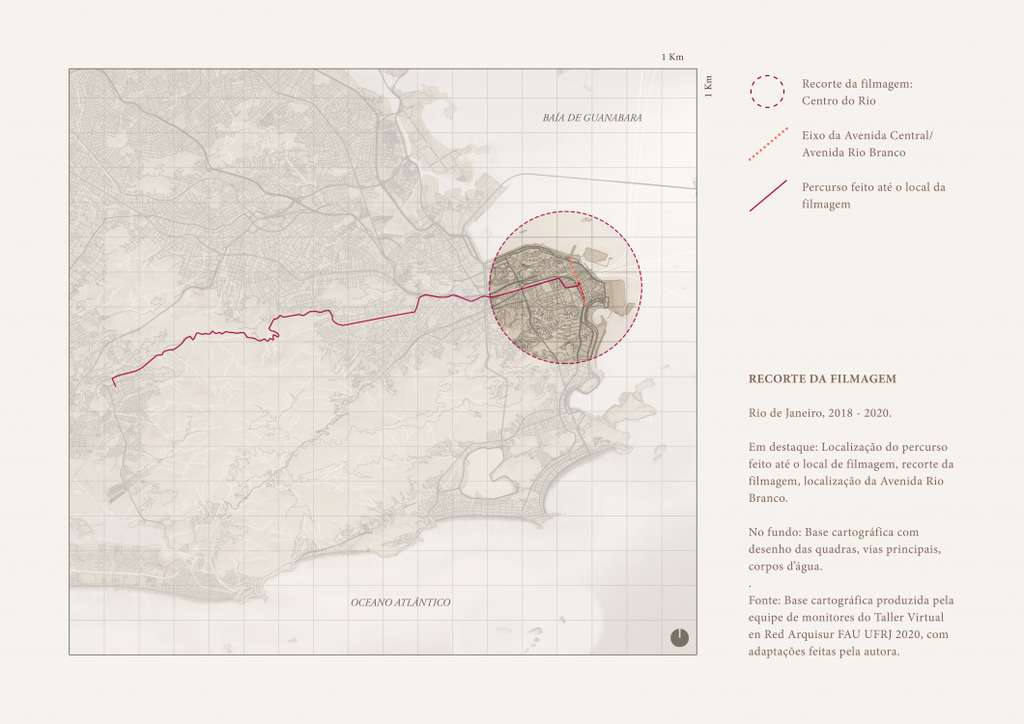 1 Km
1 Km
BAÍA DE GUANABARA
OCEANO ATLÂNTICO
Recorte da filmagem:
Centro do Rio
Eixo da Avenida Central/
Avenida Rio Branco
Percurso feito até o local da
filmagem
RECORTE DA FILMAGEM
Rio de Janeiro, 2018 - 2020.
Em destaque: Localização do percurso
feito até o local de filmagem, recorte da
filmagem, localização da Avenida Rio
Branco.
No fundo: Base cartográfica com
desenho das quadras, vias principais,
corpos d'água.
.
Fonte: Base cartográfica produzida pela
equipe de monitores do Taller Virtual
en Red Arquisur FAU UFRJ 2020, com
adaptações feitas pela autora.